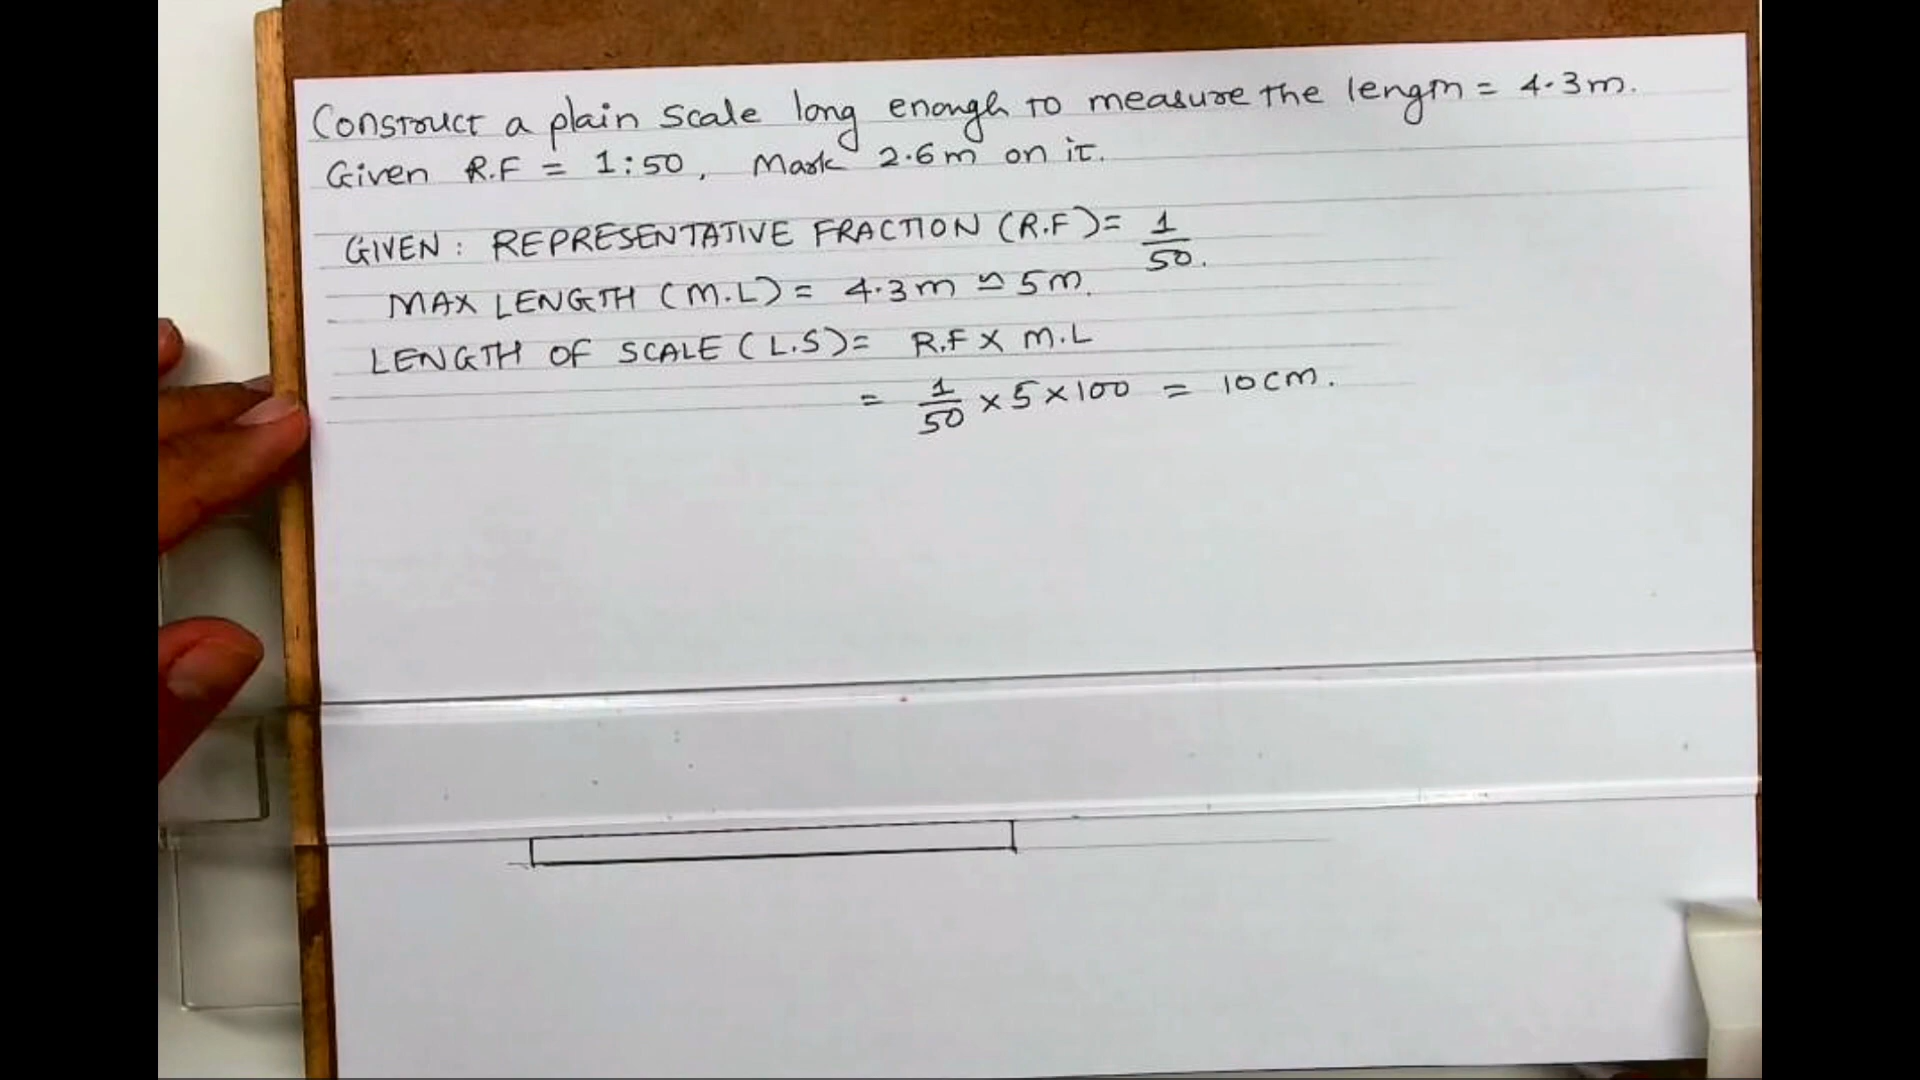 Construct a plain scale long enough to measure the length = 4.3m.
Given R.F = 1:50, Mark 2.6m on it.
GIVEN: REPRESENTATIVE FRACTION (R.F) = 1/50.
MAX LENGTH (M.L) = 4.3m ≃ 5m.
LENGTH OF SCALE (L.S) = R.F X M.L
= 1/50 × 5 × 100 = 10cm.